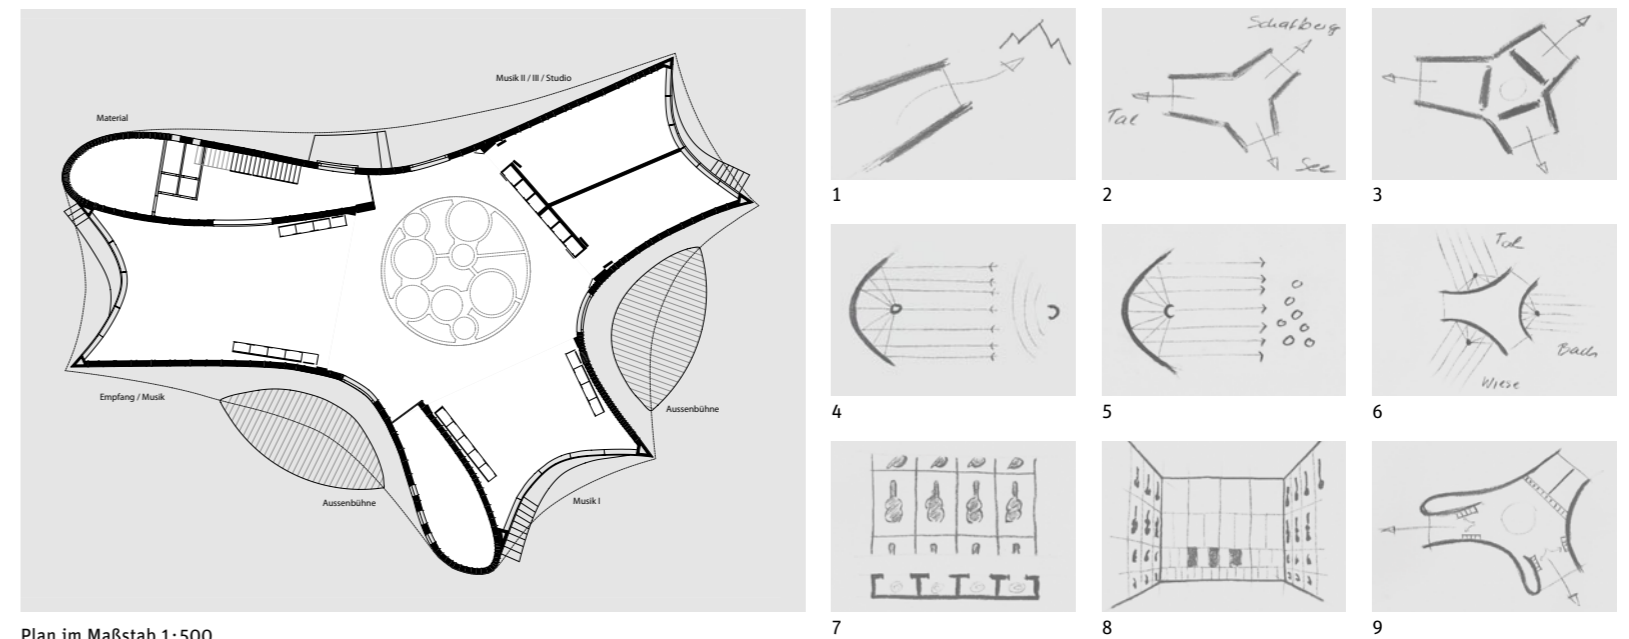 Musik II / III / Studio
Material
Empfang / Musik
Aussenbühne
Aussenbühne
Musik I
Plan im Maßstab 1:500
1
Schafberg
Tal
See
2
3
4
5
Tal
Bach
Wiese
6
7
8
9